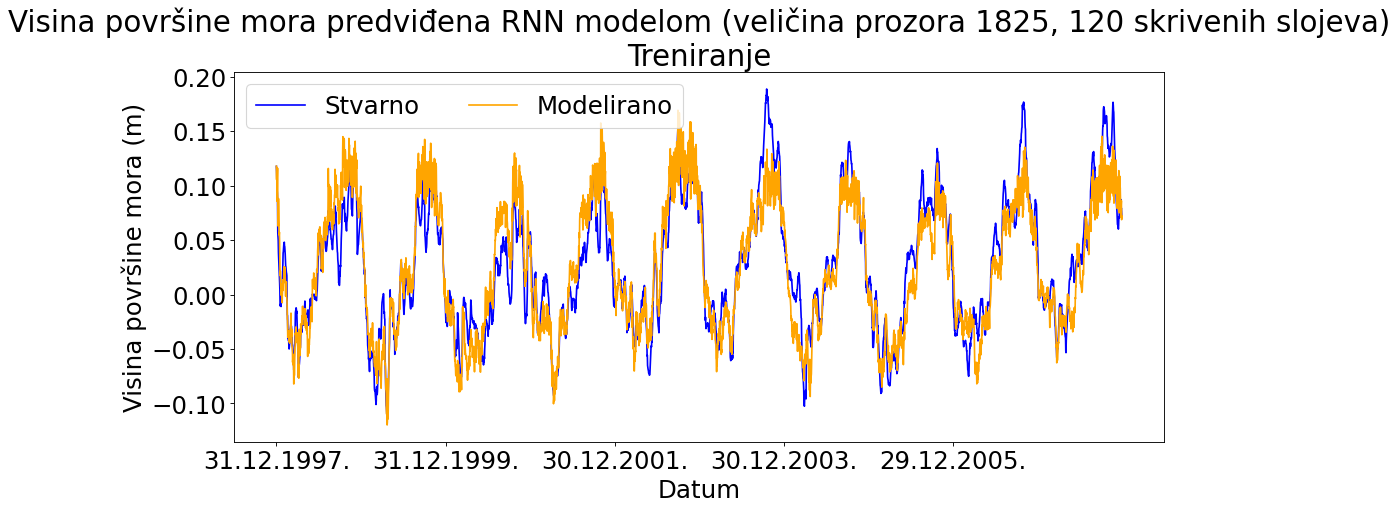 Visina površine mora predviđena RNN modelom (veličina prozora 1825, 120 skrivenih slojeva)
Treniranje
Stvarno Modelirano
Visina površine mora (m)
0.20
0.15
0.10
0.05
0.00
−0.05
−0.10
31.12.1997. 31.12.1999. 30.12.2001. 30.12.2003. 29.12.2005.
Datum